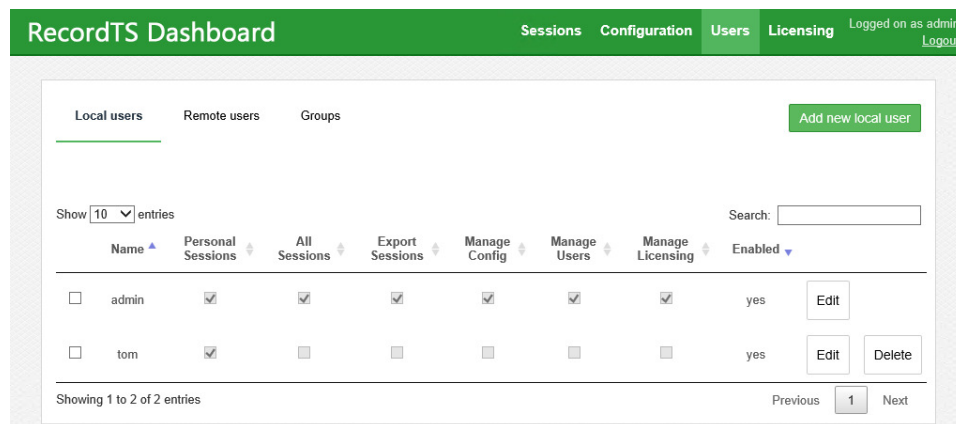 RecordTS Dashboard
Sessions Configuration Users Licensing
Logged on as admin
Logou
Local users Remote users Groups
Add new local user
Show 10 entries
Search:
Name Personal Sessions All Sessions Export Sessions Manage Config Manage Users Manage Licensing Enabled
admin yes Edit
tom yes Edit Delete
Showing 1 to 2 of 2 entries
Previous 1 Next